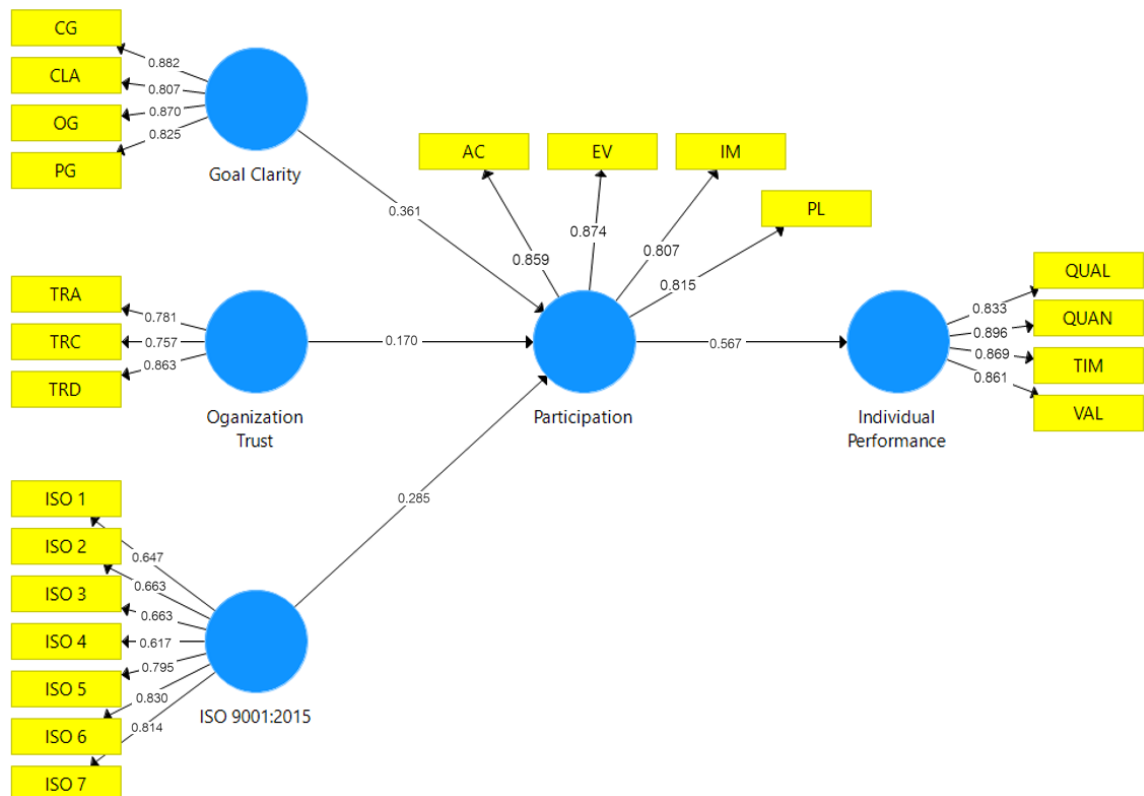 CG
CLA
OG
PG
0.882
0.807
0.870
0.825
Goal Clarity
0.361
AC
EV
IM
PL
0.859
0.874
0.807
0.815
TRA
TRC
TRD
0.781
0.757
0.863
Oganization
Trust
0.170
Participation
0.567
Individual
Performance
0.833
0.896
0.869
0.861
QUAL
QUAN
TIM
VAL
ISO 1
ISO 2
ISO 3
ISO 4
ISO 5
ISO 6
ISO 7
0.647
0.663
0.663
0.617
0.795
0.830
0.814
ISO 9001:2015
0.285